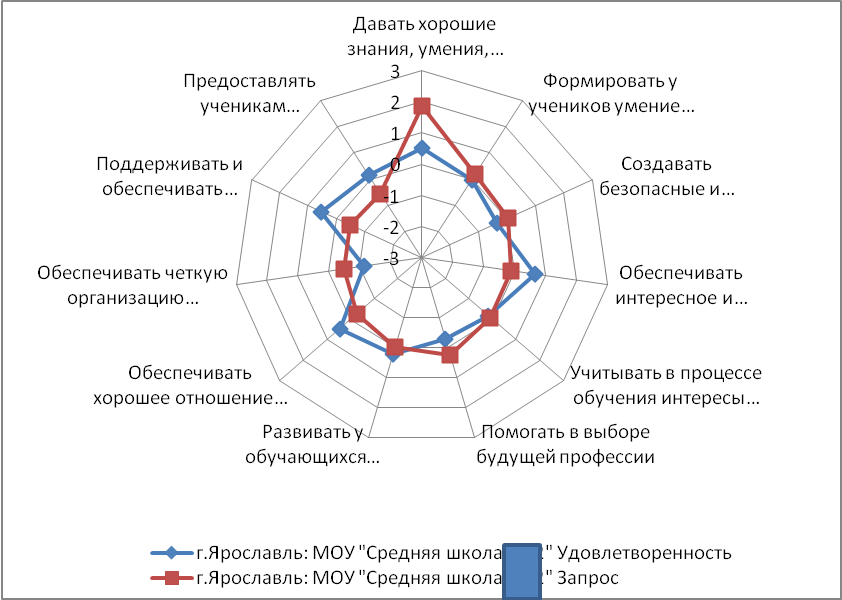 Давать хорошие
знания, умения,...
Формировать у
учеников умение...
Создавать
безопасные и...
Обеспечивать
интересное и...
Учитывать в процессе
обучения интересы...
Помогать в выборе
будущей профессии
Развивать у
обучающихся...
Обеспечивать
хорошее отношение...
Обеспечивать четкую
организацию...
Поддерживать и
обеспечивать...
Предоставлять
ученикам...
3
2
1
0
-1
-2
-3
г.Ярославль: МОУ "Средняя школа 2" Удовлетворенность
г.Ярославль: МОУ "Средняя школа 2" Запрос